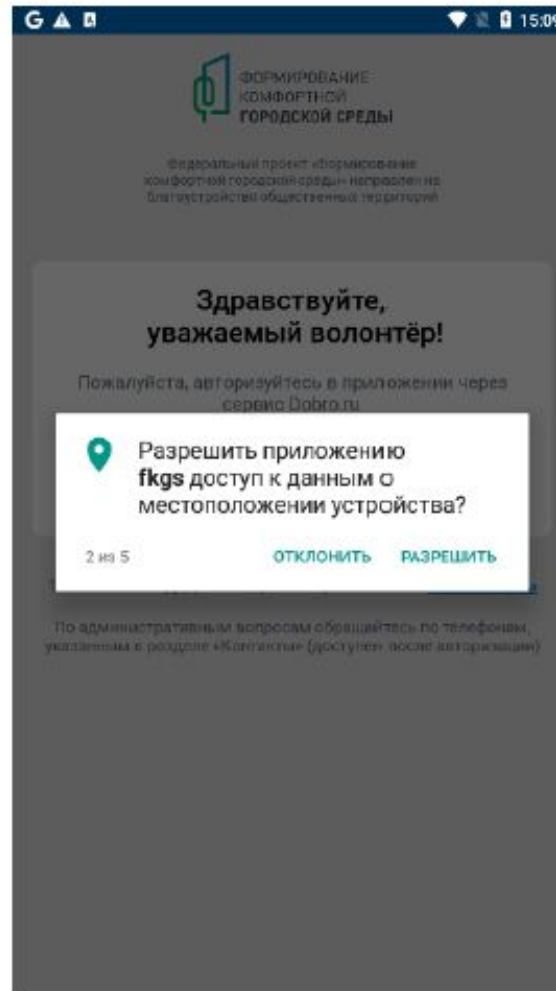 15:09
ФОРМИРОВАНИЕ
КОМФОРТНОЙ
ГОРОДСКОЙ СРЕДЫ
Федеральный проект «Формирование
комфортной городской среды» направлен на
благоустройство общественных территорий
Здравствуйте,
уважаемый волонтёр!
Пожалуйста, авторизуйтесь в приложении через
сервис Dobro.ru
Разрешить приложению
fkgs доступ к данным о
местоположении устройства?
2 из 5
ОТКЛОНИТЬ РАЗРЕШИТЬ
По административным вопросам обращайтесь по телефонам,
указанным в разделе «Контакты» (доступен после авторизации)